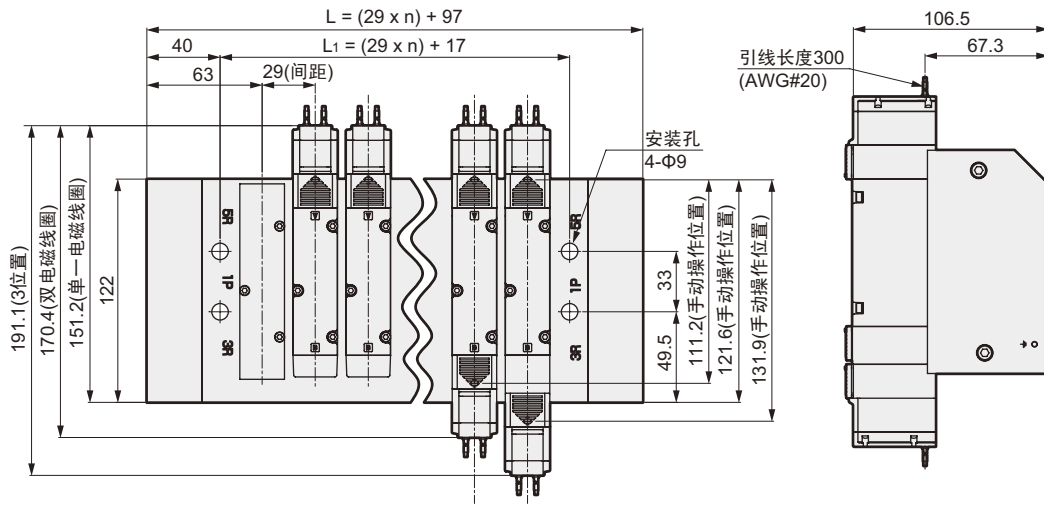 L = (29 x n) + 97
40
L1 = (29 x n) + 17
63
29(间距)
106.5
67.3
引线长度300
(AWG#20)
安装孔
4-Φ9
191.1(3位置)
170.4(双电磁线圈)
151.2(单一电磁线圈)
122
5R
1P
3R
5R
1P
3R
33
49.5
111.2(手动操作位置)
121.6(手动操作位置)
131.9(手动操作位置)